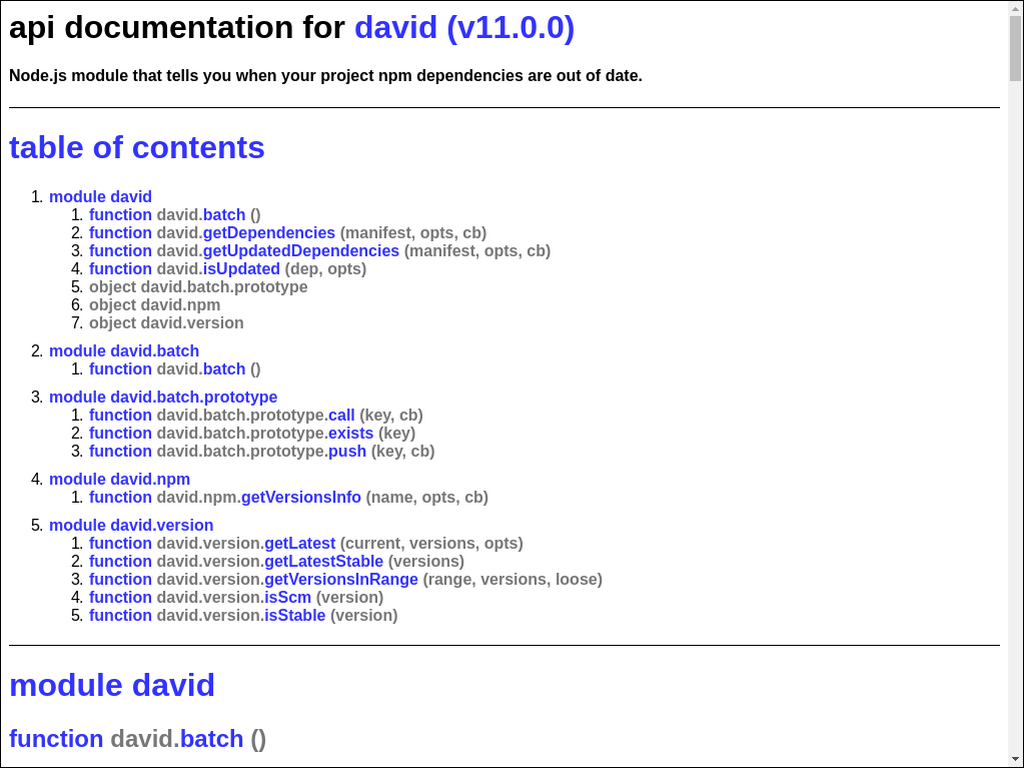 api documentation for david (v11.0.0)
Node.js module that tells you when your project npm dependencies are out of date.
table of contents
1. module david
1. function david.batch ()
2. function david.getDependencies (manifest, opts, cb)
3. function david.getUpdatedDependencies (manifest, opts, cb)
4. function david.isUpdated (dep, opts)
5. object david.batch.prototype
6. object david.npm
7. object david.version
2. module david.batch
1. function david.batch ()
3. module david.batch.prototype
1. function david.batch.prototype.call (key, cb)
2. function david.batch.prototype.exists (key)
3. function david.batch.prototype.push (key, cb)
4. module david.npm
1. function david.npm.getVersionsInfo (name, opts, cb)
5. module david.version
1. function david.version.getLatest (current, versions, opts)
2. function david.version.getLatestStable (versions)
3. function david.version.getVersionsInRange (range, versions, loose)
4. function david.version.isScm (version)
5. function david.version.isStable (version)
module david
function david.batch ()